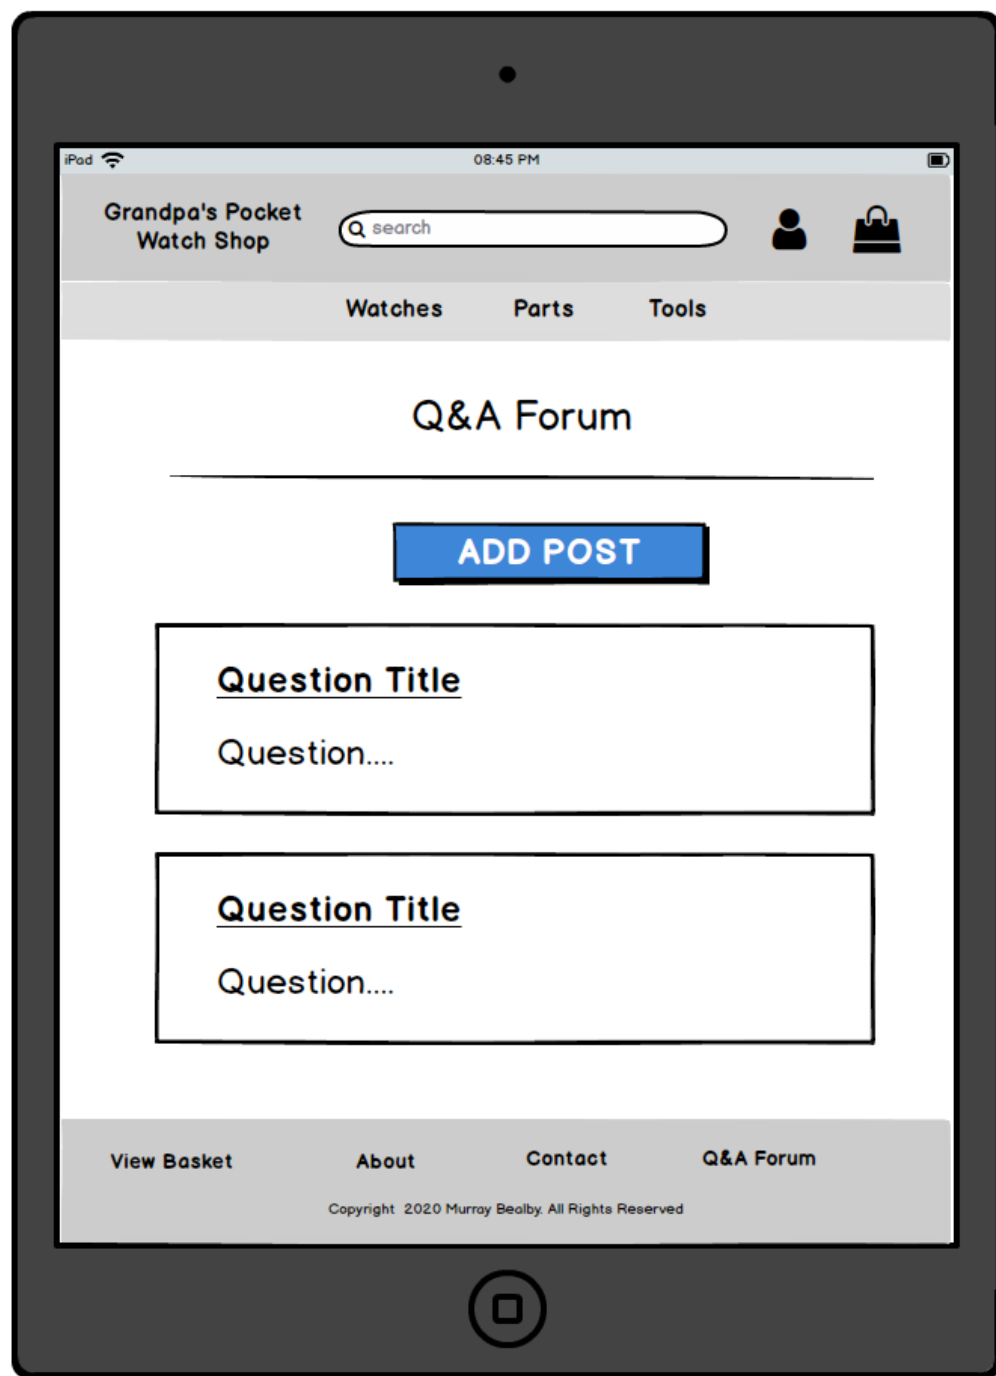 iPad 08:45 PM
Grandpa's Pocket
Watch Shop
search
Watches Parts Tools
Q&A Forum
ADD POST
Question Title
Question....
Question Title
Question....
View Basket About Contact Q&A Forum
Copyright 2020 Murray Bealby. All Rights Reserved